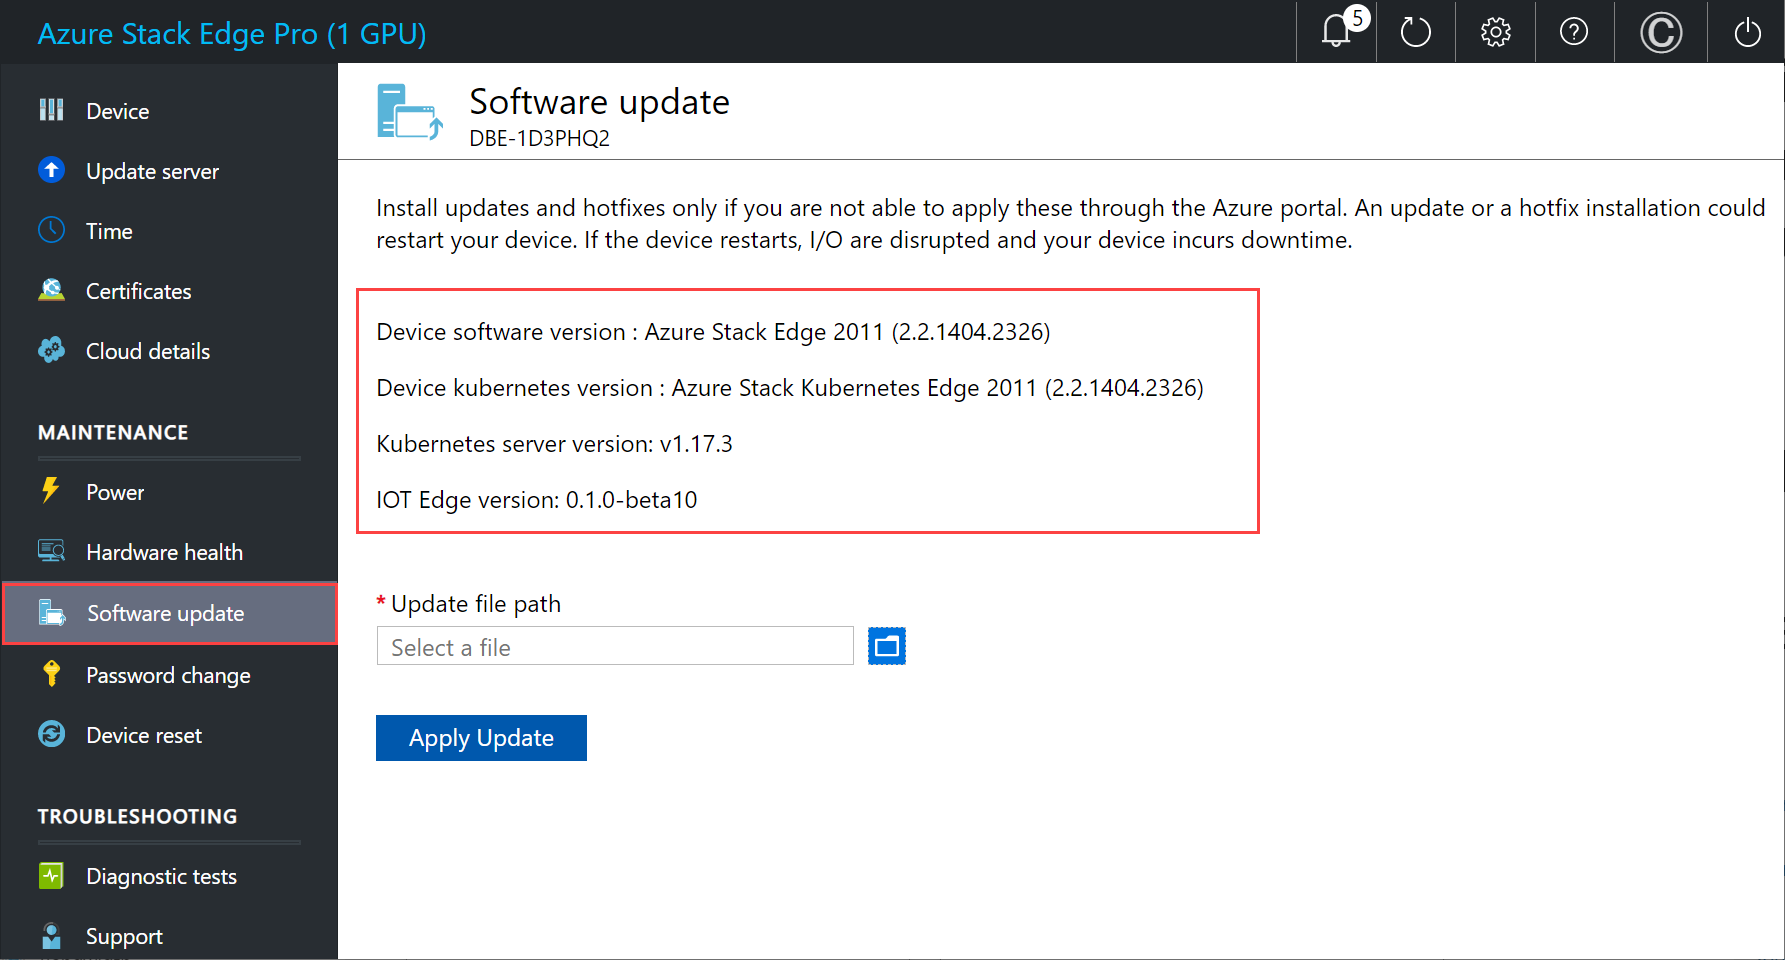 Azure Stack Edge Pro (1 GPU)
5
Device
Update server
Time
Certificates
Cloud details
MAINTENANCE
Power
Hardware health
Software update
Password change
Device reset
TROUBLESHOOTING
Diagnostic tests
Support
Software update
DBE-1D3PHQ2
Install updates and hotfixes only if you are not able to apply these through the Azure portal. An update or a hotfix installation could
restart your device. If the device restarts, I/O are disrupted and your device incurs downtime.
Device software version : Azure Stack Edge 2011 (2.2.1404.2326)
Device kubernetes version : Azure Stack Kubernetes Edge 2011 (2.2.1404.2326)
Kubernetes server version: v1.17.3
IOT Edge version: 0.1.0-beta10
* Update file path
Select a file
Apply Update